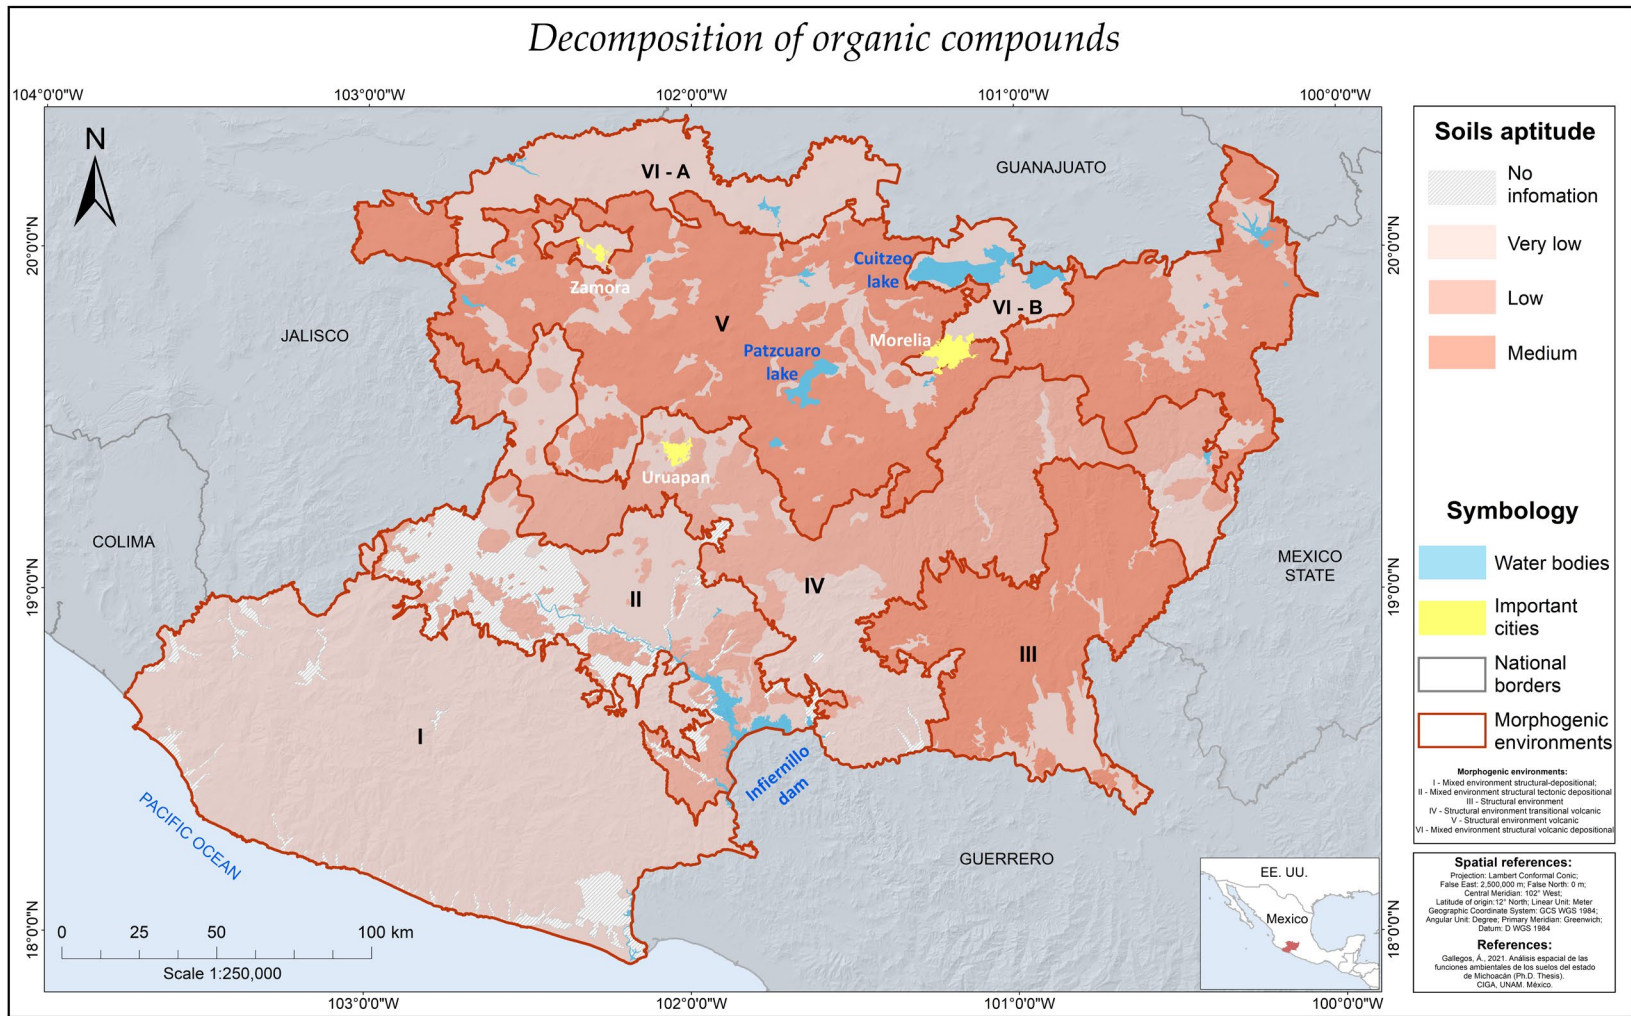 Decomposition of organic compounds
104°0'0"W
103°0'0"W
102°0'0"W
101°0'0"W
100°0'0"W
N
20°0'0"N
19°0'0"N
18°0'0"N
JALISCO
COLIMA
GUANAJUATO
MEXICO
STATE
GUERRERO
PACIFIC OCEAN
VI - A
Zamora
V
Cuitzeo
lake
VI - B
Morelia
Patzcuaro
lake
Uruapan
II
IV
III
I
Infiernillo
dam
0 25 50 100 km
Scale 1:250,000
103°0'0"W
102°0'0"W
101°0'0"W
100°0'0"W
20°0'0"N
19°0'0"N
18°0'0"N
EE. UU.
Mexico
Soils aptitude
No
infomation
Very low
Low
Medium
Symbology
Water bodies
Important
cities
National
borders
Morphogenic
environments
Morphogenic environments:
I - Mixed environment structural-depositional;
II - Mixed environment structural tectonic depositional
III - Structural environment
IV - Structural environment transitional volcanic
V - Structural environment volcanic
VI - Mixed environment structural volcanic depositional
Spatial references:
Projection: Lambert Conformal Conic;
False East: 2,500,000 m; False North: 0 m;
Central Meridian: 102° West;
Latitude of origin:12° North; Linear Unit: Meter
Geographic Coordinate System: GCS WGS 1984;
Angular Unit: Degree; Primary Meridian: Greenwich;
Datum: D WGS 1984
References:
Gallegos, Á., 2021. Análisis espacial de las
funciones ambientales de los suelos del estado
de Michoacán (Ph.D. Thesis).
CIGA, UNAM. México.